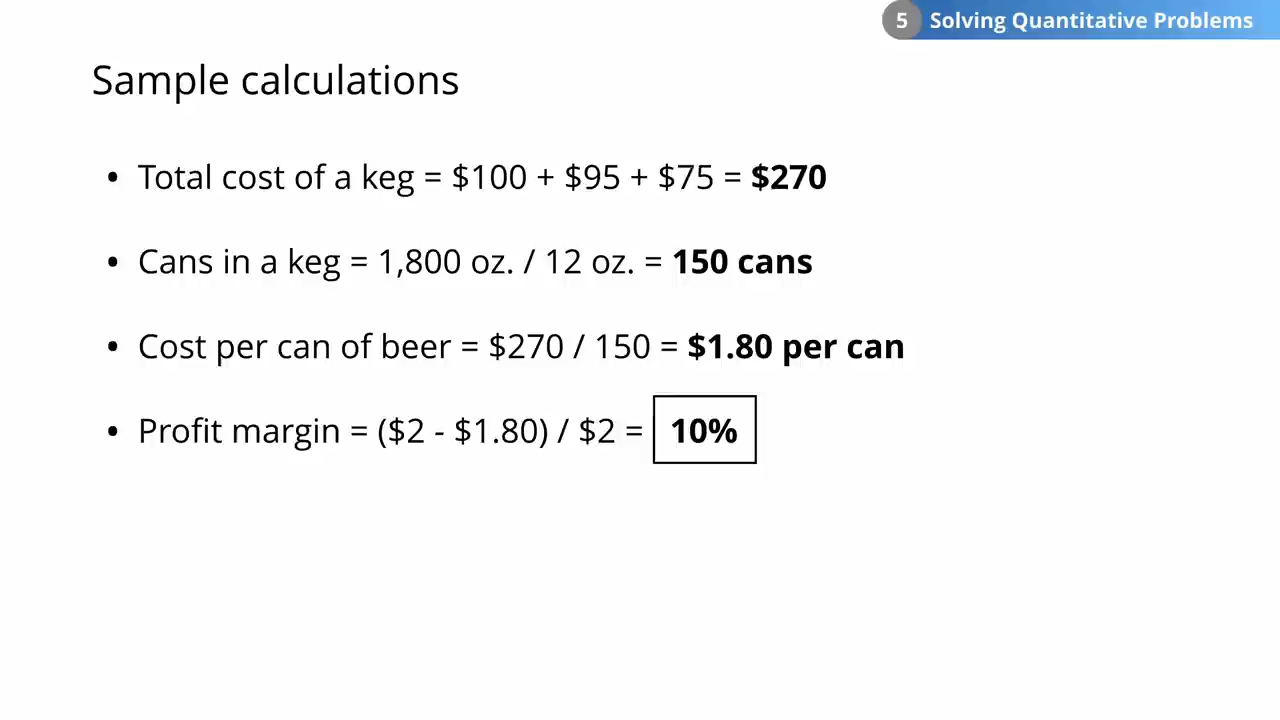 5 Solving Quantitative Problems
Sample calculations
• Total cost of a keg = $100 + $95 + $75 = $270
• Cans in a keg = 1,800 oz. / 12 oz. = 150 cans
• Cost per can of beer = $270 / 150 = $1.80 per can
• Profit margin = ($2 - $1.80) / $2 = 10%